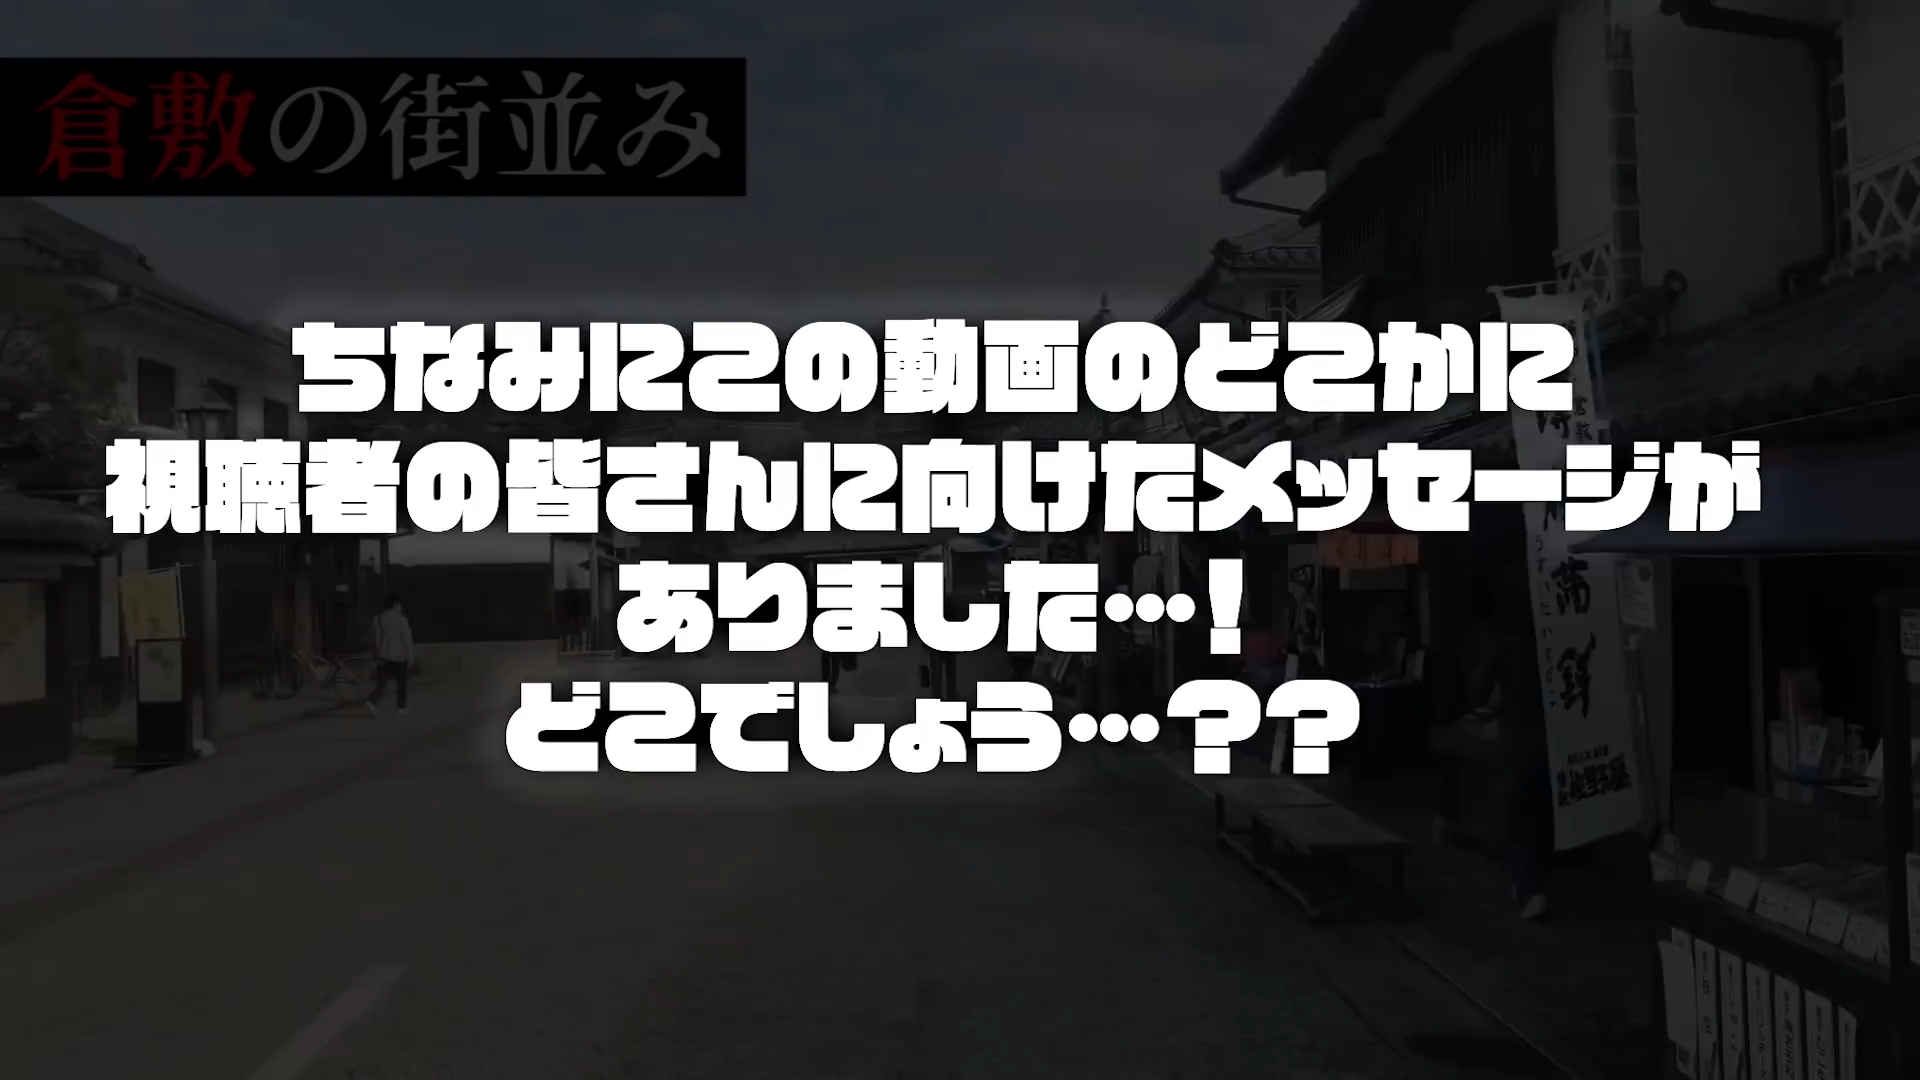 倉敷の街並み
ちなみにこの動画のどこかに
視聴者の皆さんに向けたメッセージが
ありました…！
どこでしょう…？？